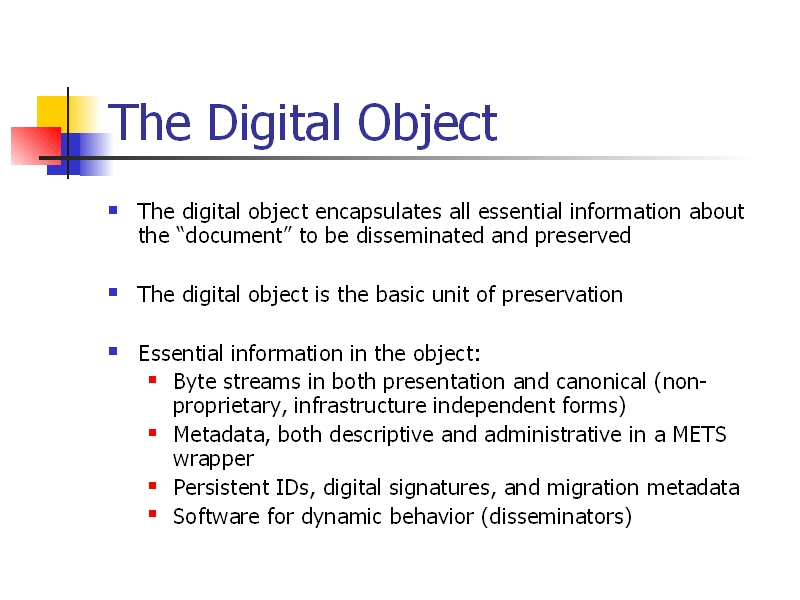 The Digital Object
The digital object encapsulates all essential information about
the “document” to be disseminated and preserved
The digital object is the basic unit of preservation
Essential information in the object:
Byte streams in both presentation and canonical (non-
proprietary, infrastructure independent forms)
Metadata, both descriptive and administrative in a METS
wrapper
Persistent IDs, digital signatures, and migration metadata
Software for dynamic behavior (disseminators)